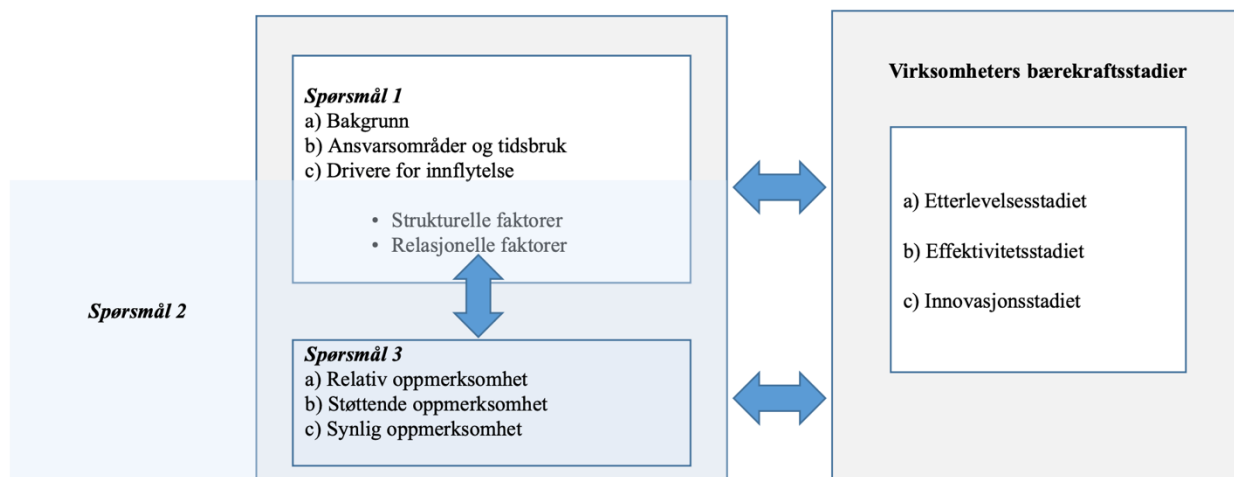 Spørsmål 1
a) Bakgrunn
b) Ansvarsområder og tidsbruk
c) Drivere for innflytelse
• Strukturelle faktorer
• Relasjonelle faktorer
Spørsmål 2
Spørsmål 3
a) Relativ oppmerksomhet
b) Støttende oppmerksomhet
c) Synlig oppmerksomhet
Virksomheters bærekraftsstadier
a) Etterlevelsesstadiet
b) Effektivitetsstadiet
c) Innovasjonsstadiet